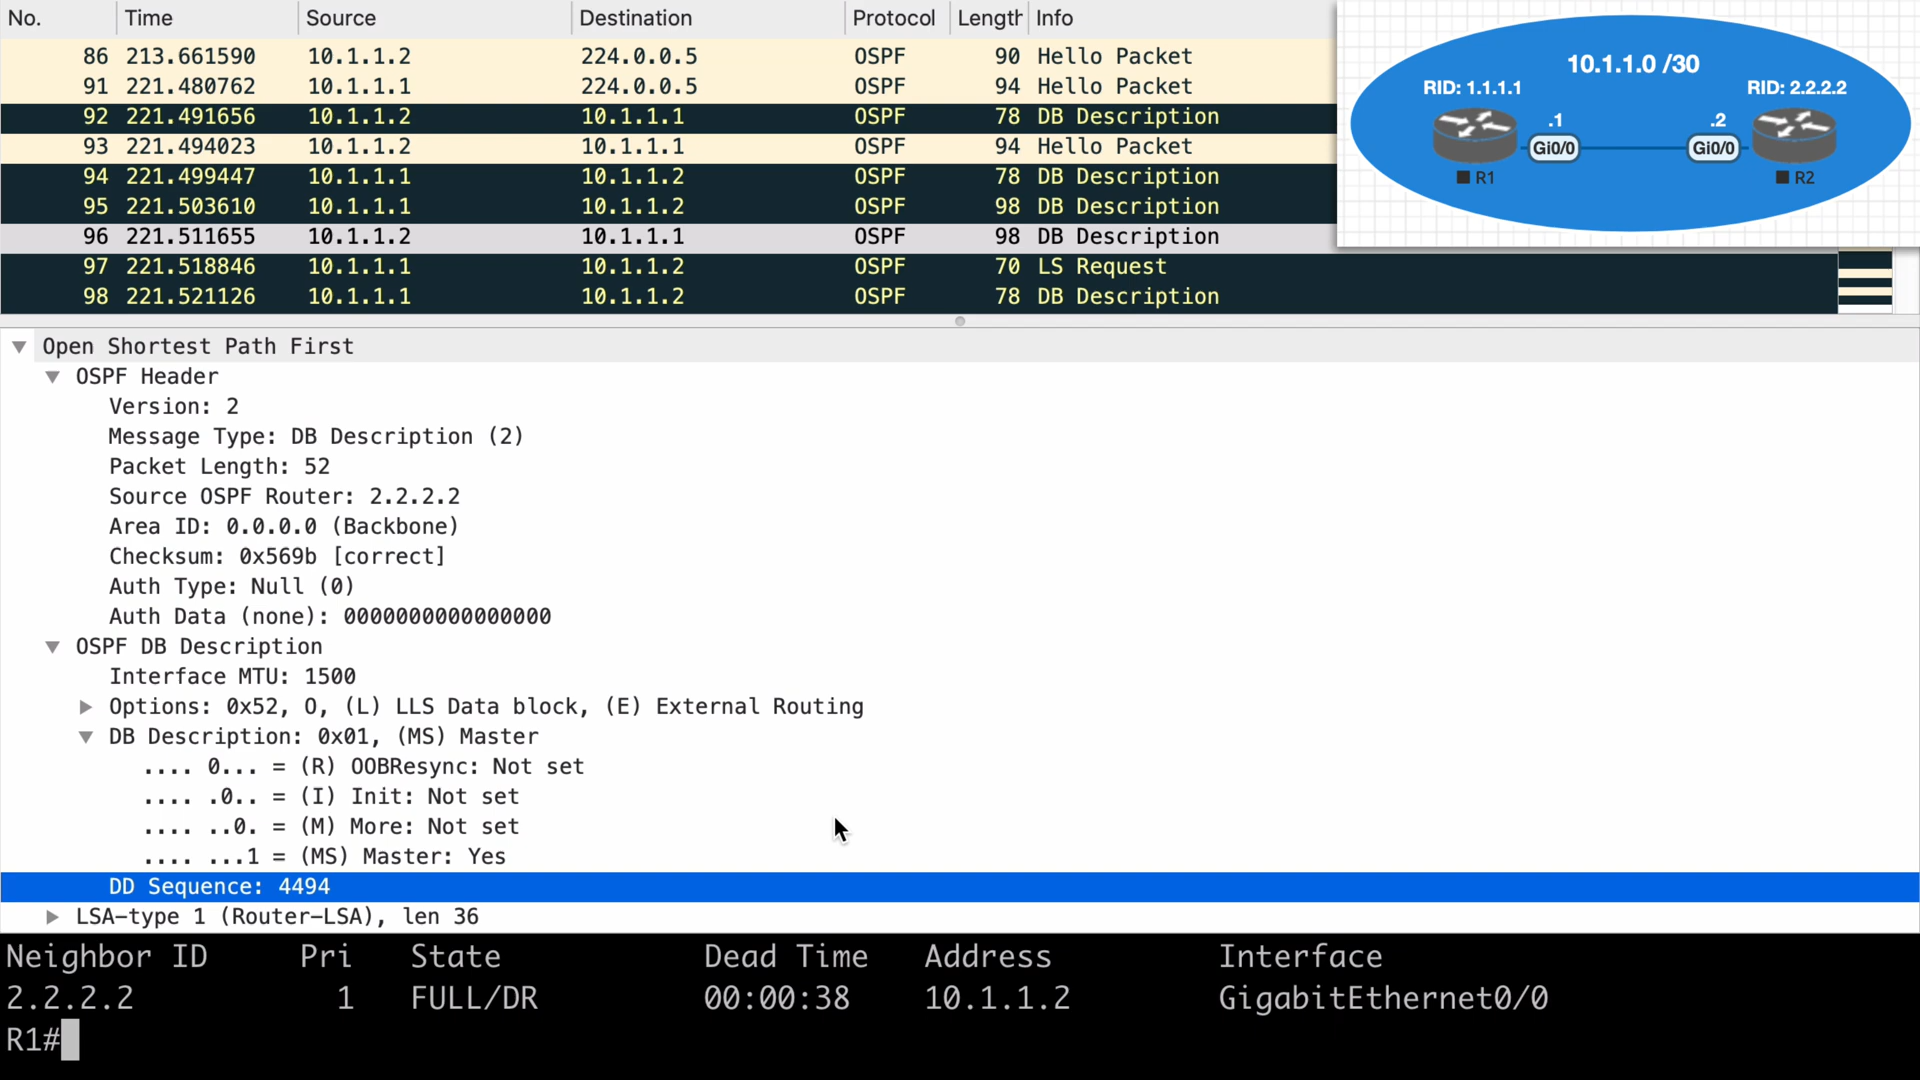 No. Time Source Destination Protocol Length Info
86 213.661590 10.1.1.2 224.0.0.5 OSPF 90 Hello Packet
91 221.480762 10.1.1.1 224.0.0.5 OSPF 94 Hello Packet
92 221.491656 10.1.1.2 10.1.1.1 OSPF 78 DB Description
93 221.494023 10.1.1.2 10.1.1.1 OSPF 94 Hello Packet
94 221.499447 10.1.1.1 10.1.1.2 OSPF 78 DB Description
95 221.503610 10.1.1.1 10.1.1.2 OSPF 98 DB Description
96 221.511655 10.1.1.2 10.1.1.1 OSPF 98 DB Description
97 221.518846 10.1.1.1 10.1.1.2 OSPF 70 LS Request
98 221.521126 10.1.1.1 10.1.1.2 OSPF 78 DB Description
10.1.1.0 /30
RID: 1.1.1.1 RID: 2.2.2.2
.1 .2
Gi0/0 Gi0/0
R1 R2
Open Shortest Path First
OSPF Header
Version: 2
Message Type: DB Description (2)
Packet Length: 52
Source OSPF Router: 2.2.2.2
Area ID: 0.0.0.0 (Backbone)
Checksum: 0x569b [correct]
Auth Type: Null (0)
Auth Data (none): 0000000000000000
OSPF DB Description
Interface MTU: 1500
Options: 0x52, O, (L) LLS Data block, (E) External Routing
DB Description: 0x01, (MS) Master
.... 0... = (R) OOBResync: Not set
.... .0.. = (I) Init: Not set
.... ..0. = (M) More: Not set
.... ...1 = (MS) Master: Yes
DD Sequence: 4494
LSA-type 1 (Router-LSA), len 36
Neighbor ID Pri State Dead Time Address Interface
2.2.2.2 1 FULL/DR 00:00:38 10.1.1.2 GigabitEthernet0/0
R1#